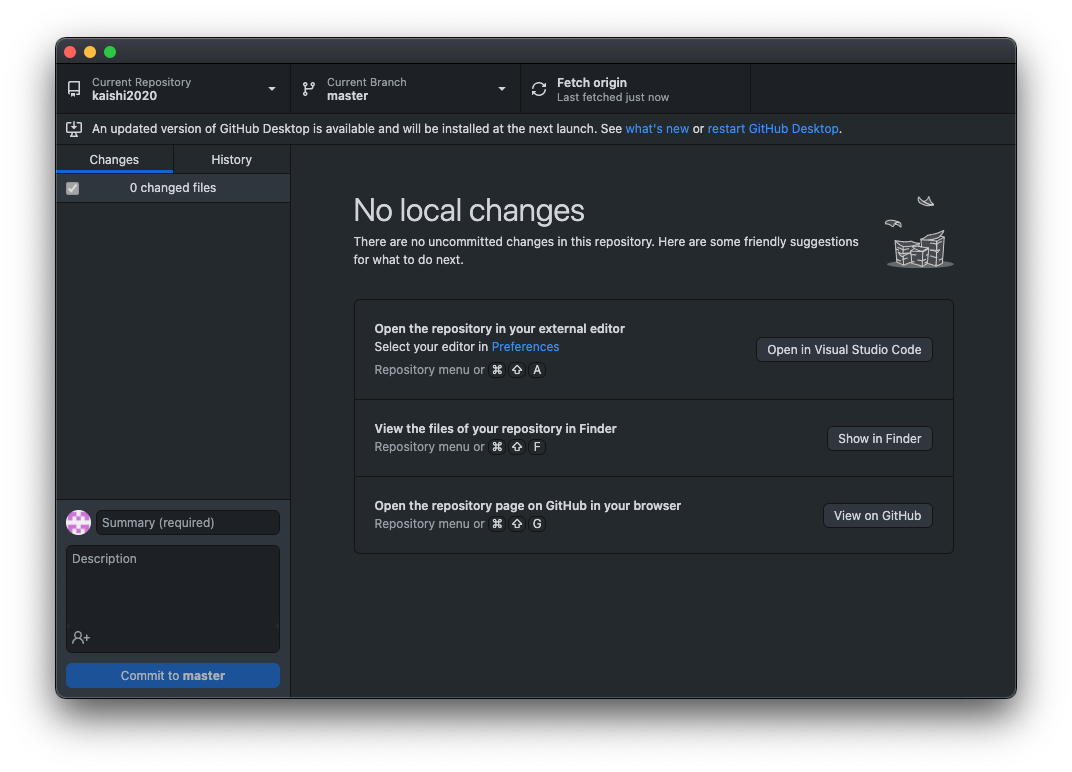 Current Repository
kaishi2020
Current Branch
master
Fetch origin
Last fetched just now
An updated version of GitHub Desktop is available and will be installed at the next launch. See what's new or restart GitHub Desktop.
Changes
History
0 changed files
No local changes
There are no uncommitted changes in this repository. Here are some friendly suggestions
for what to do next.
Open the repository in your external editor
Select your editor in Preferences
Repository menu or ⌘ ⇧ A
Open in Visual Studio Code
View the files of your repository in Finder
Repository menu or ⌘ ⇧ F
Show in Finder
Open the repository page on GitHub in your browser
Repository menu or ⌘ ⇧ G
View on GitHub
Summary (required)
Description
Commit to master